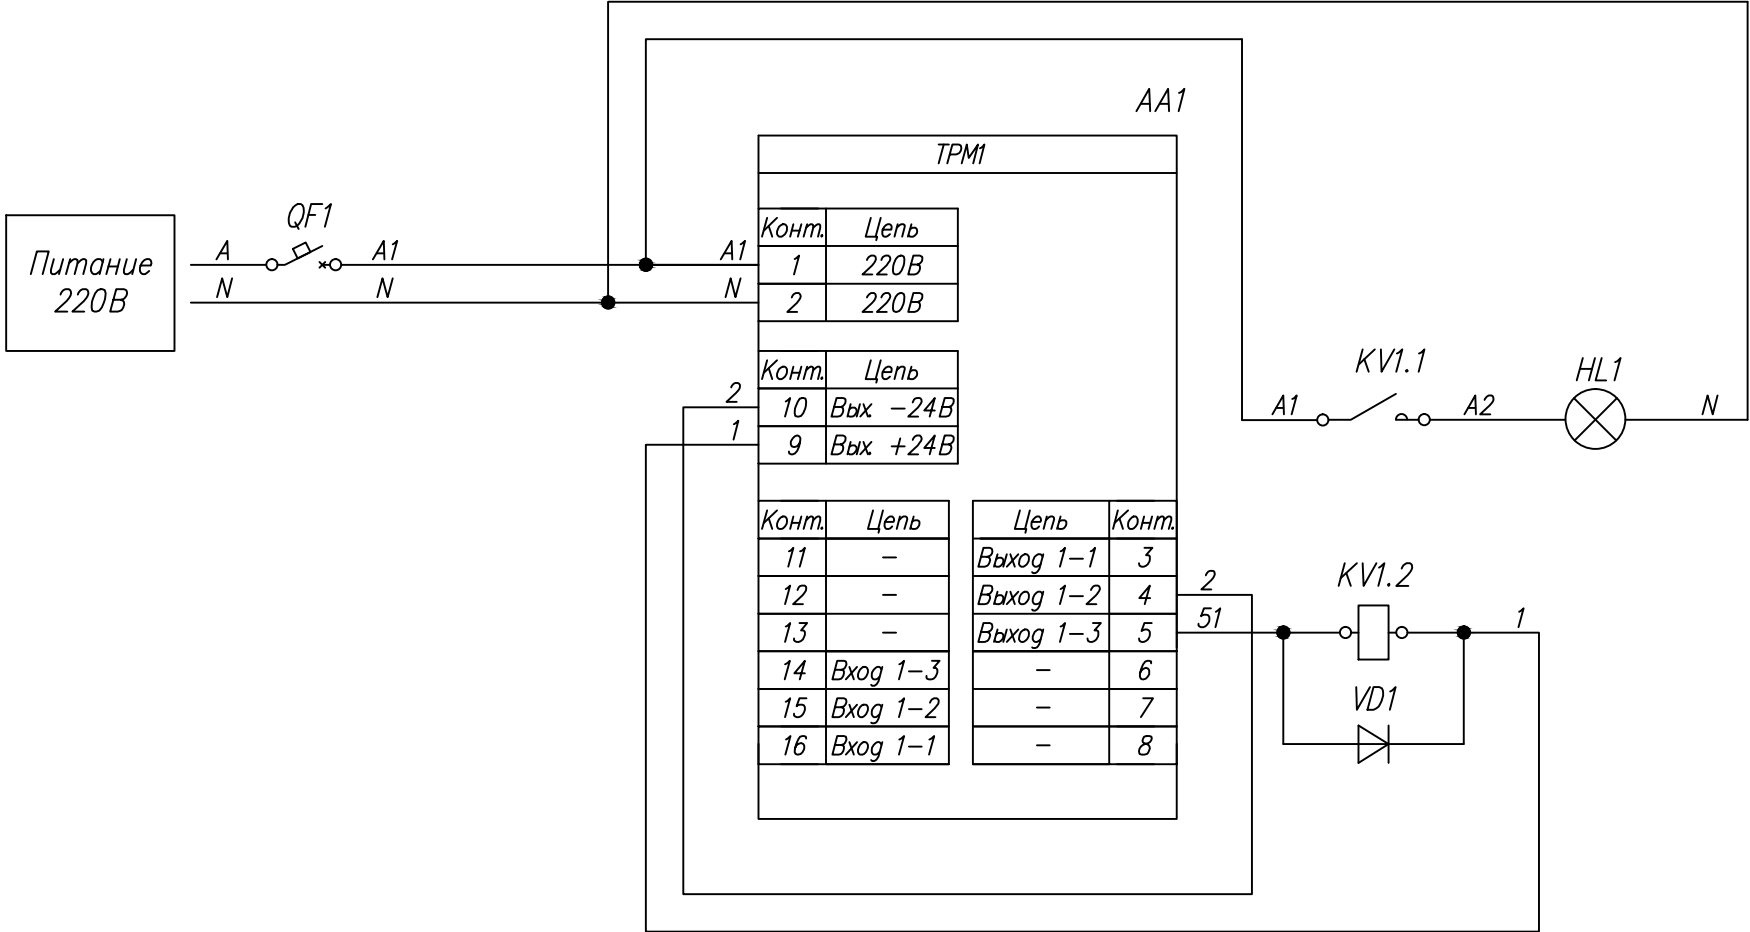 AA1
ТРМ1
QF1
Питание
220В
A
A1
A1
N
N
N
Конт. Цепь
1 220В
2 220В
Конт. Цепь
2
10 Вых. -24В
1
9 Вых. +24В
KV1.1
HL1
A1
A2
N
Конт. Цепь
11 -
12 -
13 -
14 Вход 1-3
15 Вход 1-2
16 Вход 1-1
Цепь Конт.
Выход 1-1 3
Выход 1-2 4
Выход 1-3 5
- 6
- 7
- 8
2
51
KV1.2
1
VD1